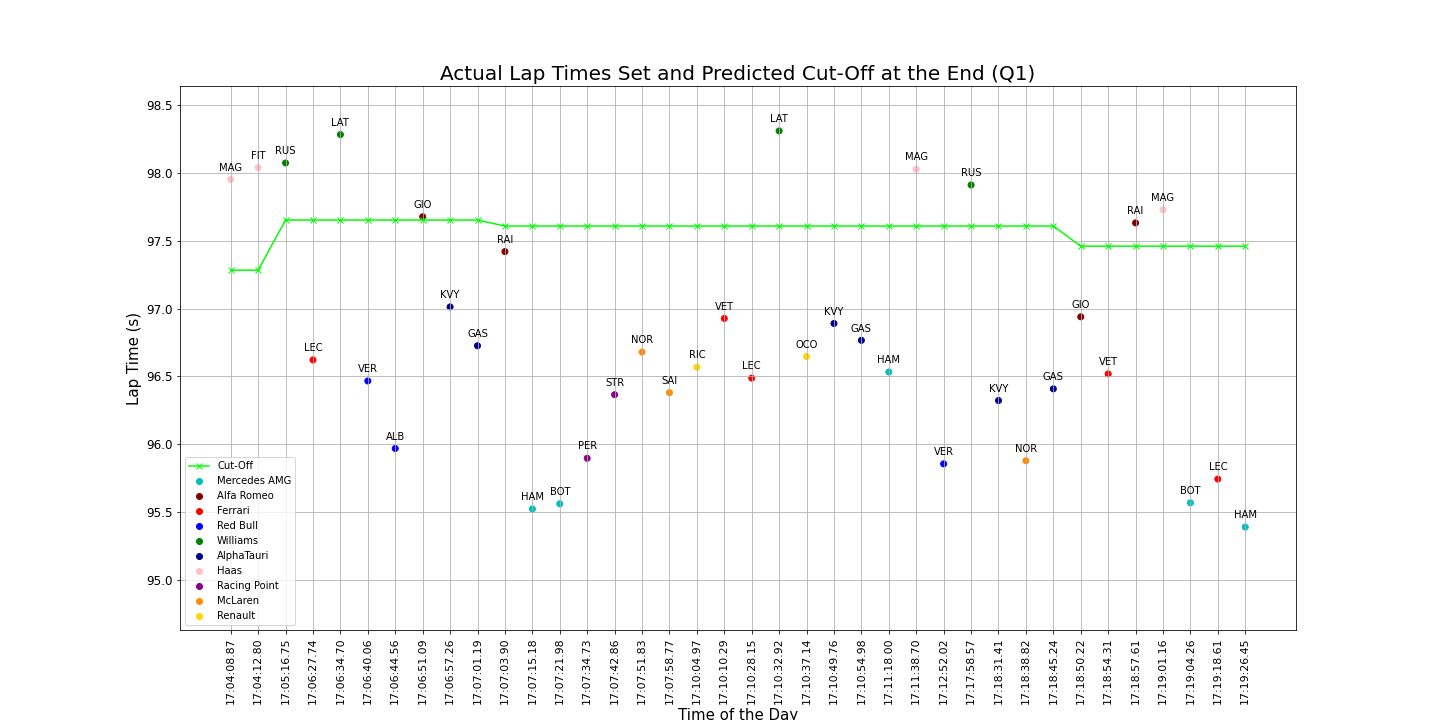 Actual Lap Times Set and Predicted Cut-Off at the End (Q1)
Lap Time (s)
98.5
98.0
97.5
97.0
96.5
96.0
95.5
95.0
MAG
FIT
RUS
LEC
LAT
VER
ALB
GIO
KVY
GAS
RAI
HAM
BOT
PER
STR
NOR
SAI
RIC
VET
LEC
LAT
OCO
KVY
GAS
HAM
MAG
VER
RUS
KVY
NOR
GAS
GIO
VET
RAI
MAG
BOT
LEC
HAM
Cut-Off
Mercedes AMG
Alfa Romeo
Ferrari
Red Bull
Williams
AlphaTauri
Haas
Racing Point
McLaren
Renault
17:04:08.87
17:04:12.80
17:05:16.75
17:06:27.74
17:06:34.70
17:06:40.06
17:06:44.56
17:06:51.09
17:06:57.26
17:07:01.19
17:07:03.90
17:07:15.18
17:07:21.98
17:07:34.73
17:07:42.86
17:07:51.83
17:07:58.77
17:10:04.97
17:10:10.29
17:10:28.15
17:10:32.92
17:10:37.14
17:10:49.76
17:10:54.98
17:11:18.00
17:11:38.70
17:12:52.02
17:17:58.57
17:18:31.41
17:18:38.82
17:18:45.24
17:18:50.22
17:18:54.31
17:18:57.61
17:19:01.16
17:19:04.26
17:19:18.61
17:19:26.45
Time of the Day